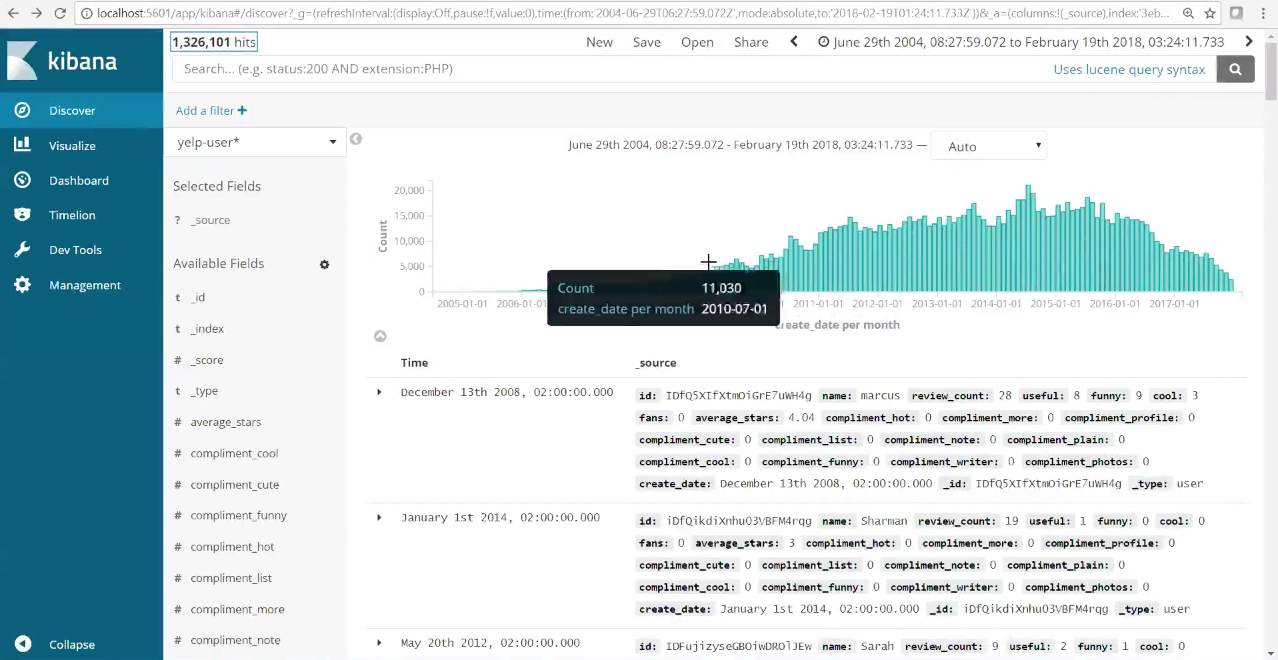 localhost:5601/app/kibana#/discover?_g=(refreshInterval:(display:Off,pause:!f,value:0),time:(from:'2004-06-29T06:27:59.072Z',mode:absolute,to:'2018-02-19T01:24:11.733Z'))&_a=(columns:!(_source),index:'3eb
kibana
Discover
Visualize
Dashboard
Timelion
Dev Tools
Management
Collapse
1,326,101 hits
New Save Open Share June 29th 2004, 08:27:59.072 to February 19th 2018, 03:24:11.733
Search... (e.g. status:200 AND extension:PHP) Uses lucene query syntax
Add a filter +
yelp-user*
Selected Fields
? _source
Available Fields
t _id
t _index
# _score
t _type
# average_stars
# compliment_cool
# compliment_cute
# compliment_funny
# compliment_hot
# compliment_list
# compliment_more
# compliment_note
June 29th 2004, 08:27:59.072 - February 19th 2018, 03:24:11.733 — Auto
Count
20,000
15,000
10,000
5,000
0
Count 11,030
create_date per month 2010-07-01
2005-01-01 2006-01-01 2011-01-01 2012-01-01 2013-01-01 2014-01-01 2015-01-01 2016-01-01 2017-01-01
create_date per month
Time _source
December 13th 2008, 02:00:00.000 id: IDfQ5XIfXtmOiGrE7uWH4g name: marcus review_count: 28 useful: 8 funny: 9 cool: 3
fans: 0 average_stars: 4.04 compliment_hot: 0 compliment_more: 0 compliment_profile: 0
compliment_cute: 0 compliment_list: 0 compliment_note: 0 compliment_plain: 0
compliment_cool: 0 compliment_funny: 0 compliment_writer: 0 compliment_photos: 0
create_date: December 13th 2008, 02:00:00.000 _id: IDfQ5XIfXtmOiGrE7uWH4g _type: user
January 1st 2014, 02:00:00.000 id: iDfQikdiXnhu03VBFM4rqg name: Sharman review_count: 19 useful: 1 funny: 0 cool: 0
fans: 0 average_stars: 3 compliment_hot: 0 compliment_more: 0 compliment_profile: 0
compliment_cute: 0 compliment_list: 0 compliment_note: 0 compliment_plain: 0
compliment_cool: 0 compliment_funny: 0 compliment_writer: 0 compliment_photos: 0
create_date: January 1st 2014, 02:00:00.000 _id: iDfQikdiXnhu03VBFM4rqg _type: user
May 20th 2012, 02:00:00.000 id: IDFujizyseGBOiwDROlJEw name: Sarah review_count: 9 useful: 2 funny: 1 cool: 0